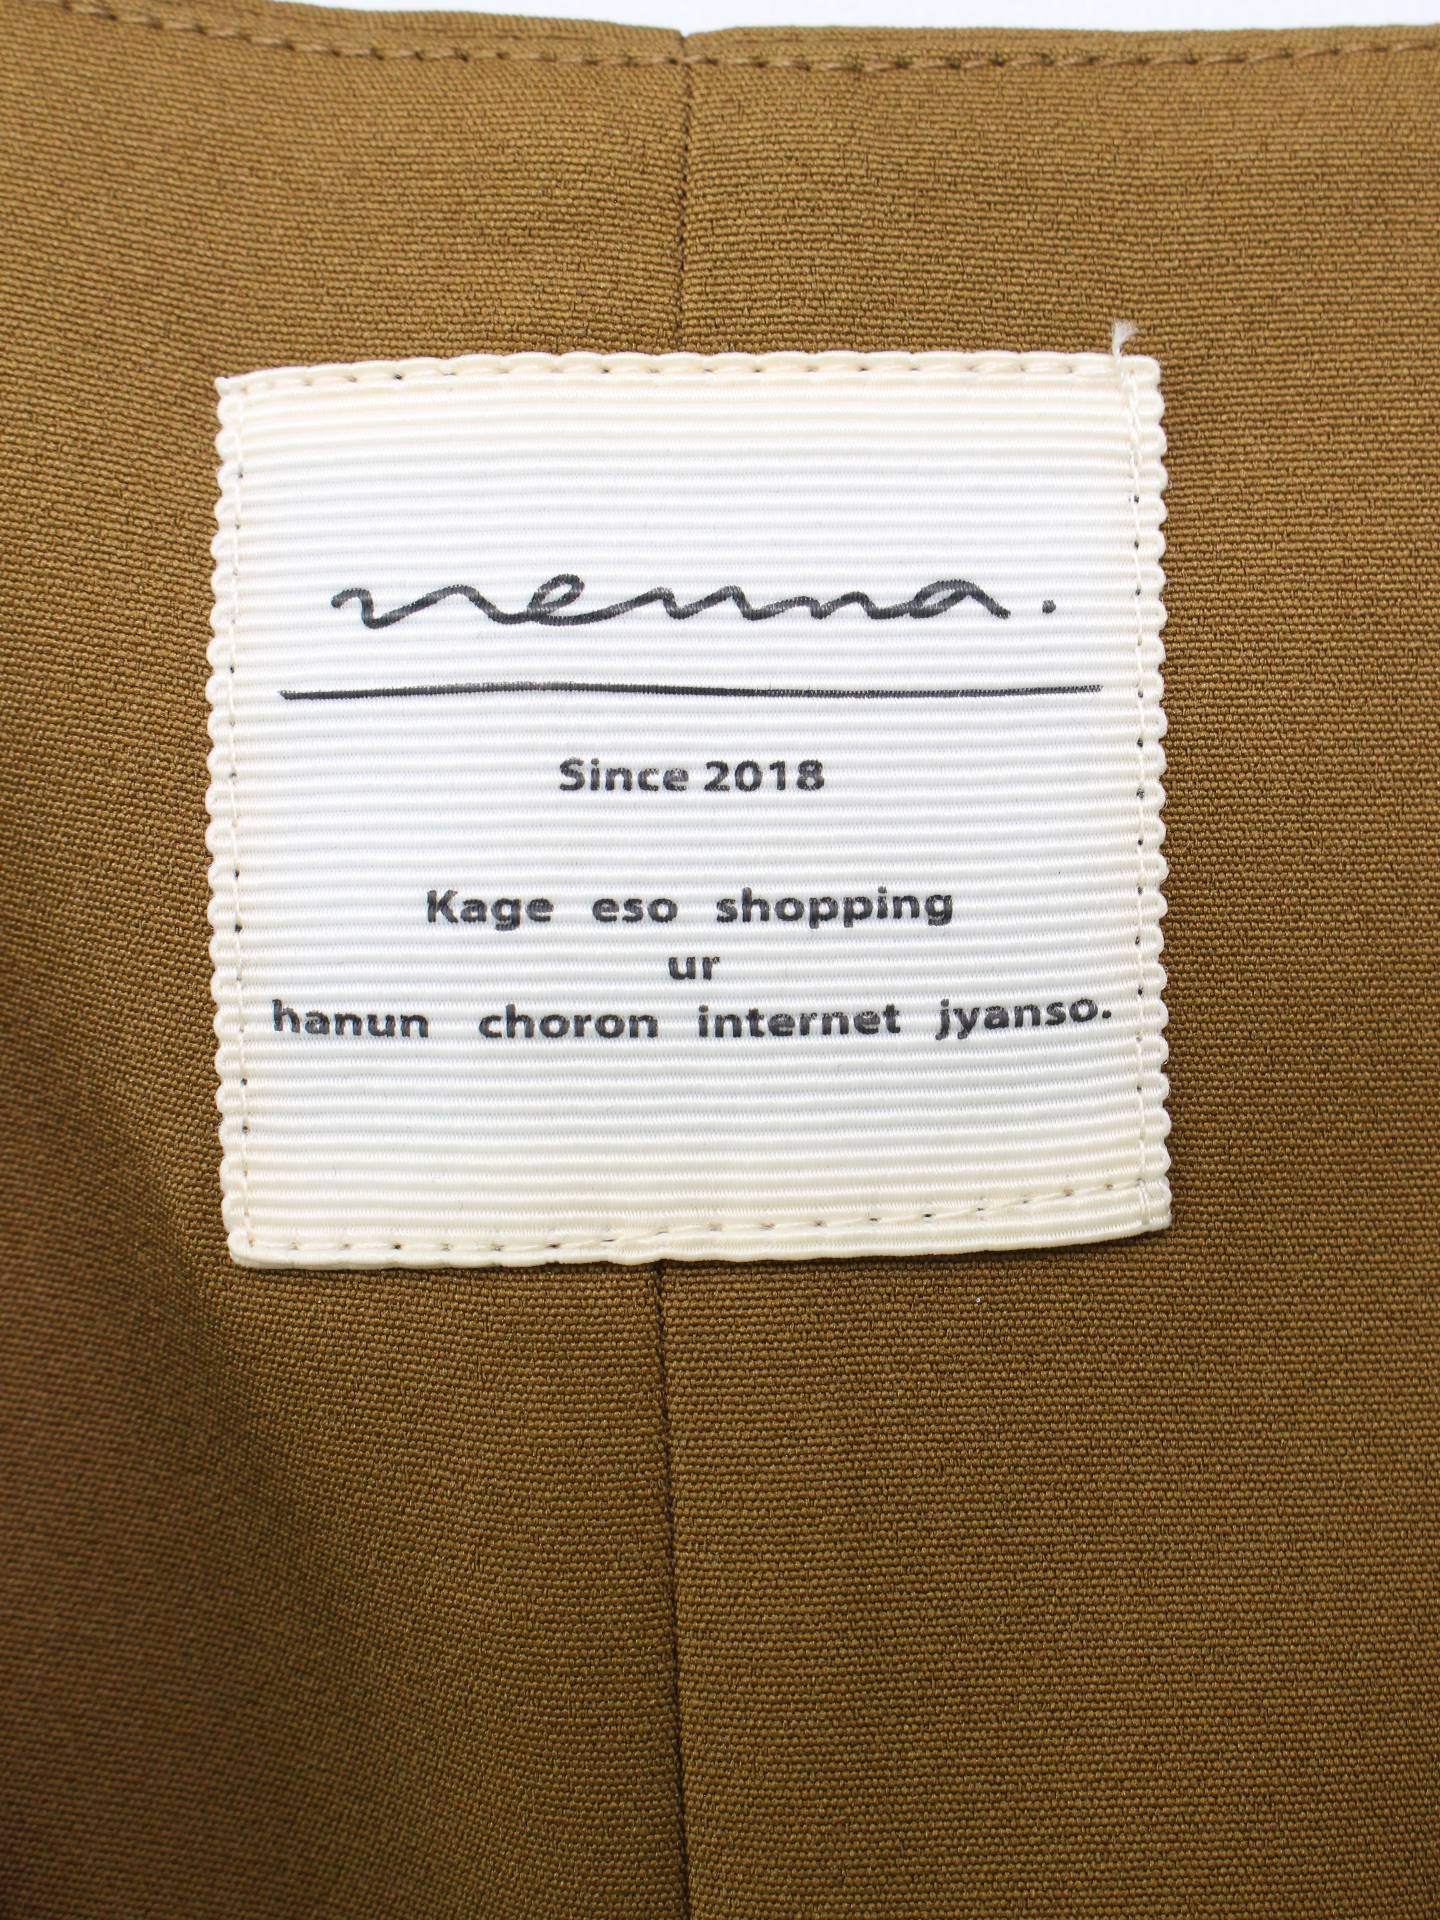 nenna.
Since 2018
Kage eso shopping
ur
hanun choron internet jyanso.